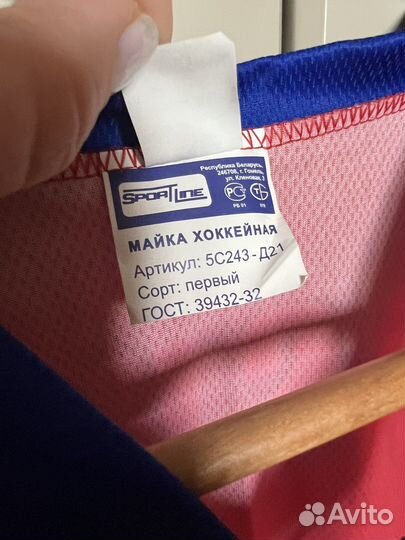 Республика Беларусь,
246708, г. Гомель,
ул. Кленовая, 2
SPORTLINE
РБ 01
МАЙКА ХОККЕЙНАЯ
Артикул: 5С243-Д21
Сорт: первый
ГОСТ: 39432-32
Avito